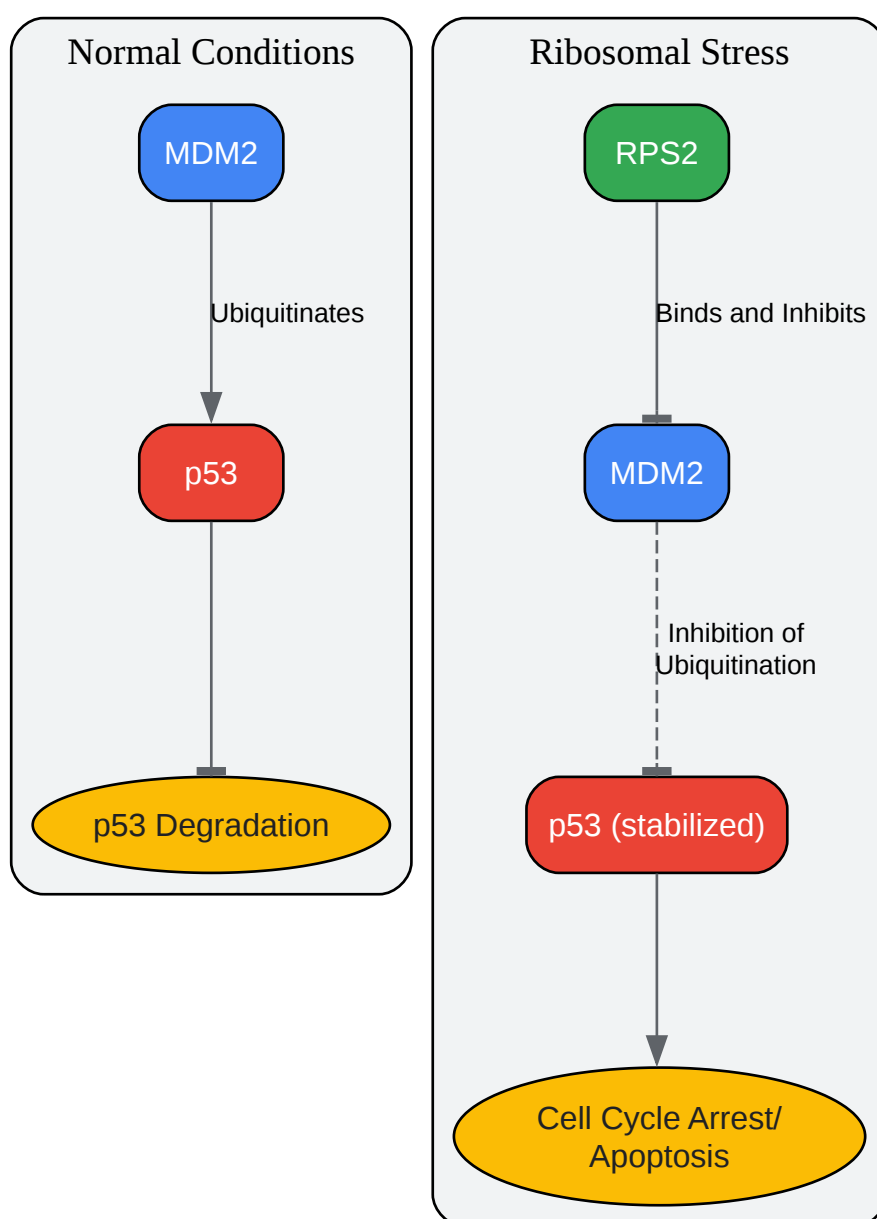 Normal Conditions
MDM2
Ubiquitinates
p53
p53 Degradation
Ribosomal Stress
RPS2
Binds and Inhibits
MDM2
Inhibition of
Ubiquitination
p53 (stabilized)
Cell Cycle Arrest/
Apoptosis